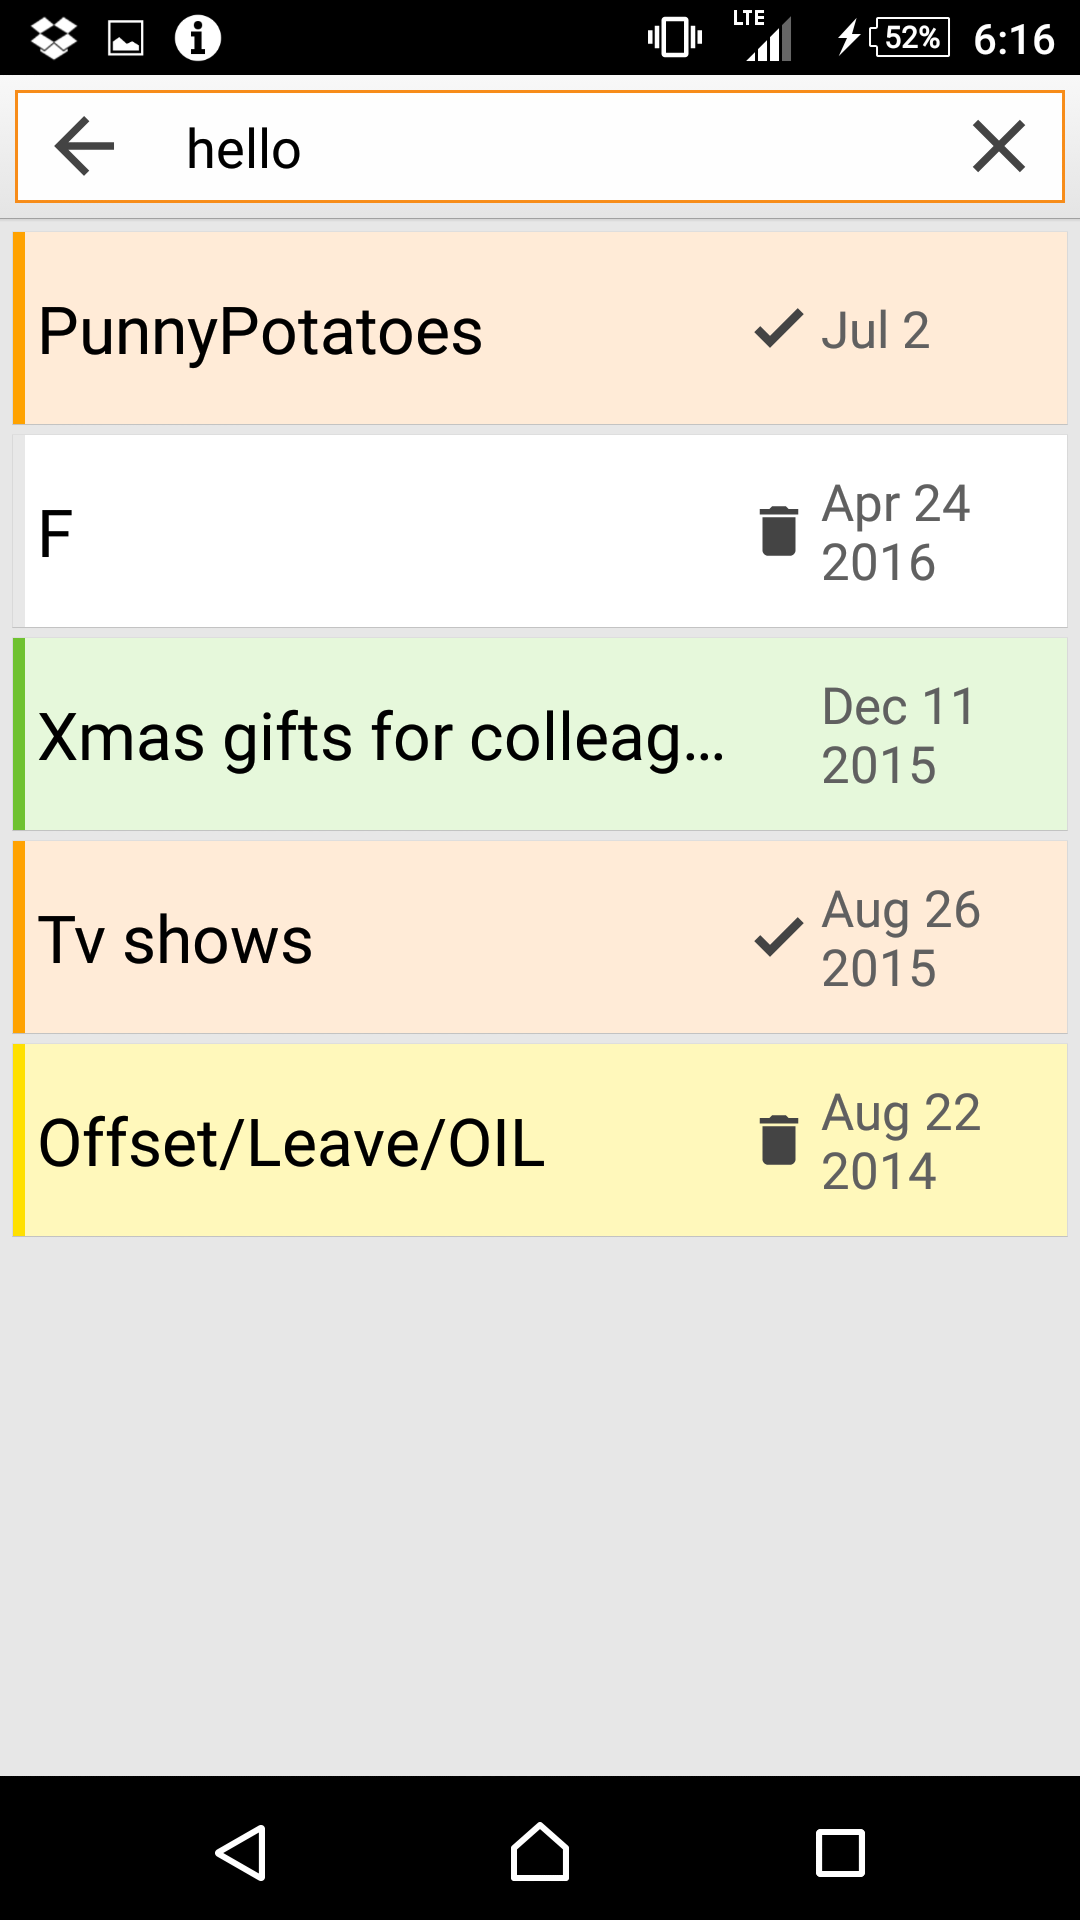 LTE
52%
6:16
hello
PunnyPotatoes
Jul 2
F
Apr 24
2016
Xmas gifts for colleag...
Dec 11
2015
Tv shows
Aug 26
2015
Offset/Leave/OIL
Aug 22
2014